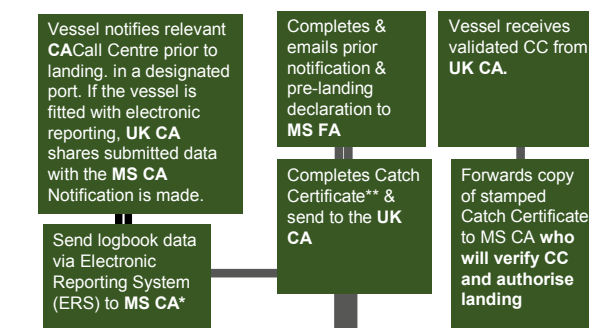 Vessel notifies relevant
CACall Centre prior to
landing. in a designated
port. If the vessel is
fitted with electronic
reporting, UK CA
shares submitted data
with the MS CA
Notification is made.
Send logbook data
via Electronic
Reporting System
(ERS) to MS CA*
Completes &
emails prior
notification &
pre-landing
declaration to
MS FA
Completes Catch
Certificate** &
send to the UK
CA
Vessel receives
validated CC from
UK CA.
Forwards copy
of stamped
Catch Certificate
to MS CA who
will verify CC
and authorise
landing